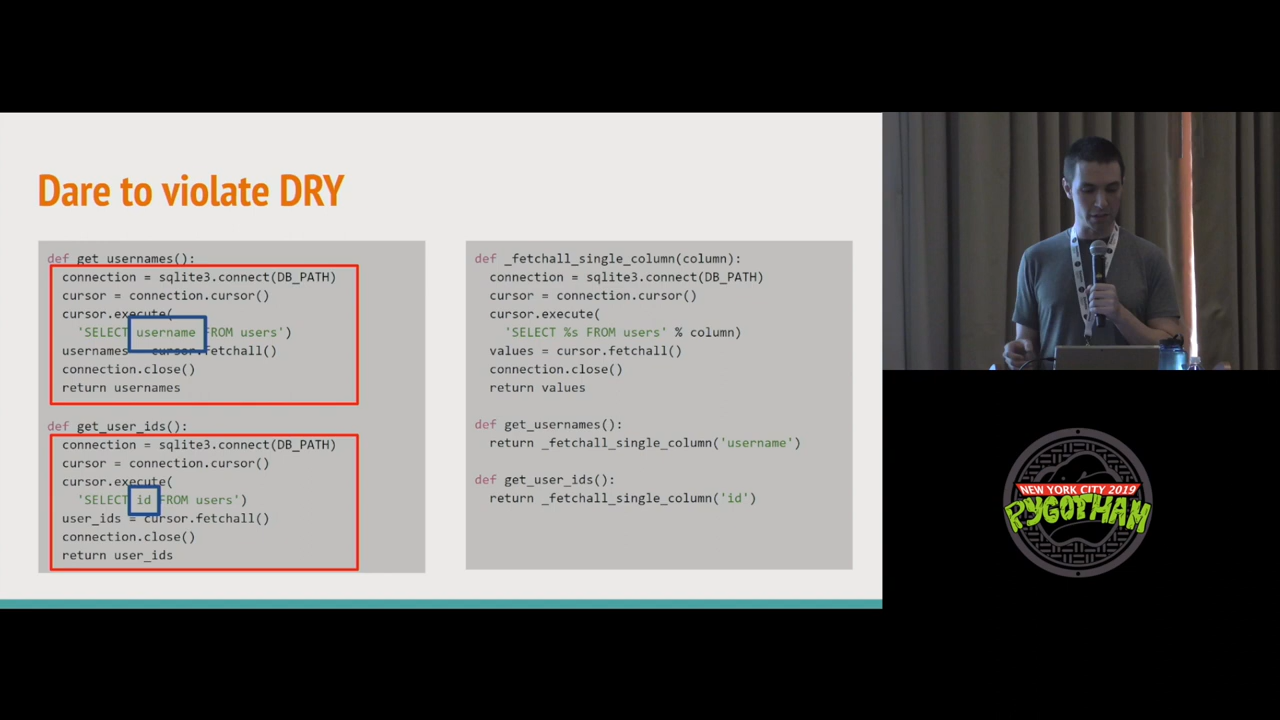 Dare to violate DRY
def get_usernames():
connection = sqlite3.connect(DB_PATH)
cursor = connection.cursor()
cursor.execute(
'SELECT username FROM users')
usernames = cursor.fetchall()
connection.close()
return usernames
def get_user_ids():
connection = sqlite3.connect(DB_PATH)
cursor = connection.cursor()
cursor.execute(
'SELECT id FROM users')
user_ids = cursor.fetchall()
connection.close()
return user_ids
def _fetchall_single_column(column):
connection = sqlite3.connect(DB_PATH)
cursor = connection.cursor()
cursor.execute(
'SELECT %s FROM users' % column)
values = cursor.fetchall()
connection.close()
return values
def get_usernames():
return _fetchall_single_column('username')
def get_user_ids():
return _fetchall_single_column('id')
NEW YORK CITY 2019
PYGOTHAM